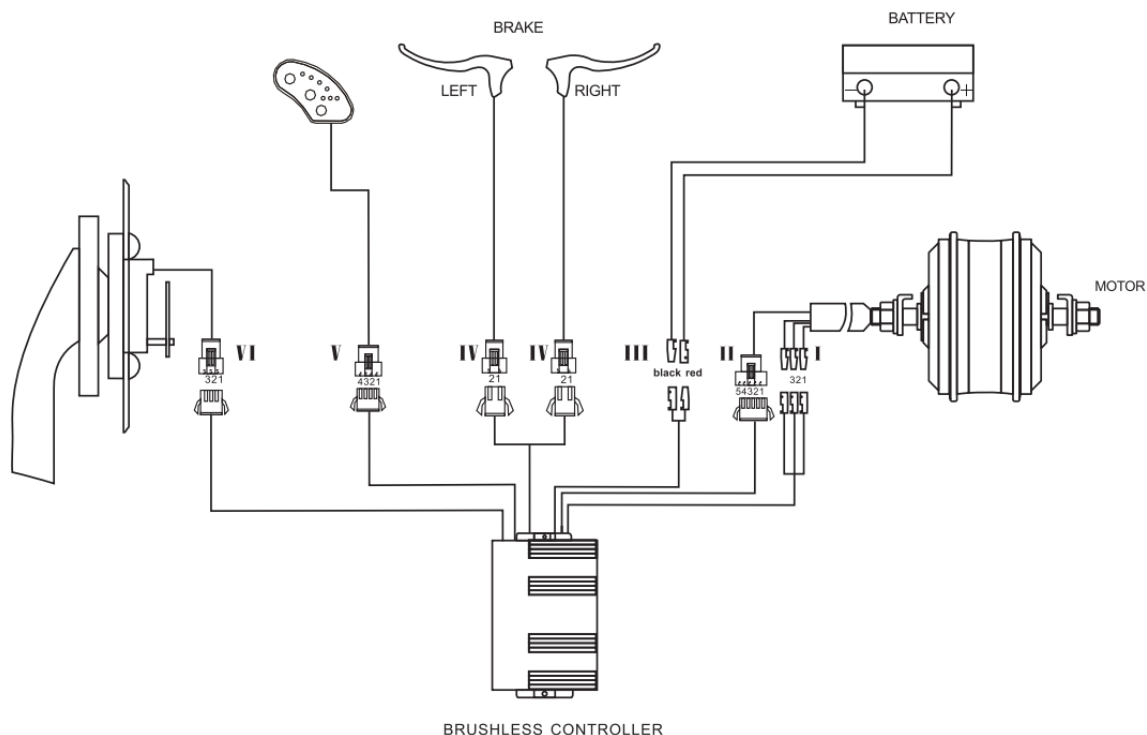 BATTERY
BRAKE
LEFT
RIGHT
− +
MOTOR
VI
V
IV
IV
III
II
I
black red
321
4321
21
21
54321
321
BRUSHLESS CONTROLLER